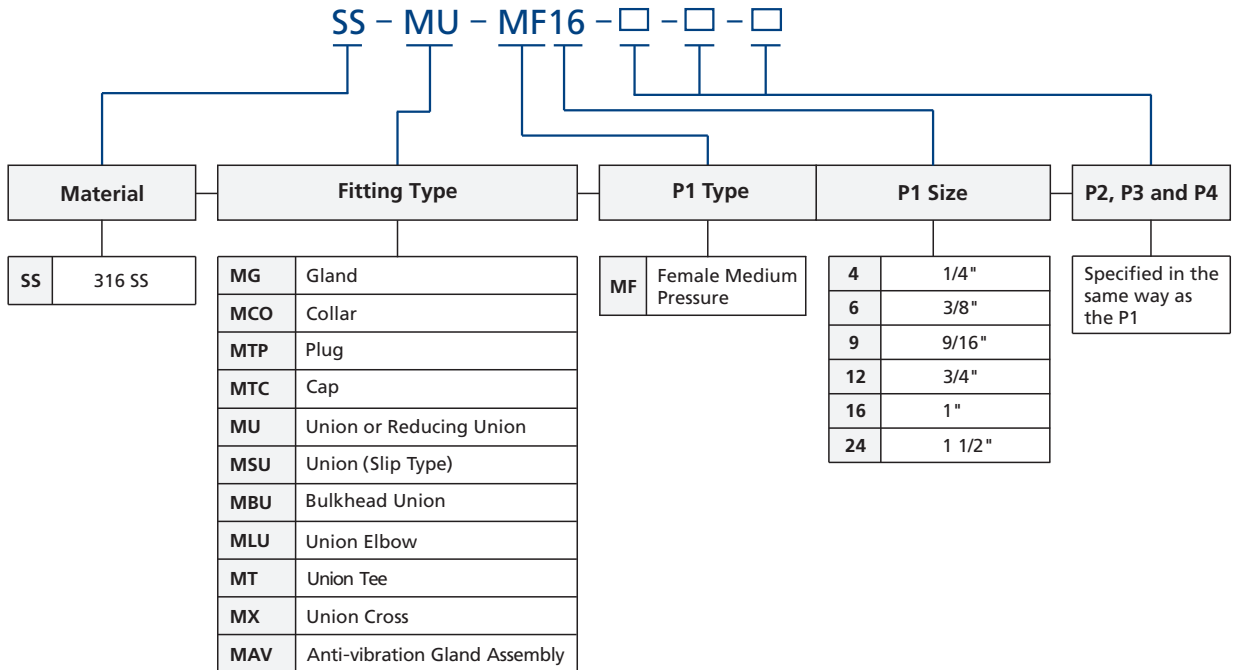 SS – MU – MF16 – □ – □ – □
Material
Fitting Type
P1 Type
P1 Size
P2, P3 and P4
SS 316 SS
MG Gland
MCO Collar
MTP Plug
MTC Cap
MU Union or Reducing Union
MSU Union (Slip Type)
MBU Bulkhead Union
MLU Union Elbow
MT Union Tee
MX Union Cross
MAV Anti-vibration Gland Assembly
MF Female Medium
Pressure
4 1/4"
6 3/8"
9 9/16"
12 3/4"
16 1"
24 1 1/2"
Specified in the
same way as
the P1